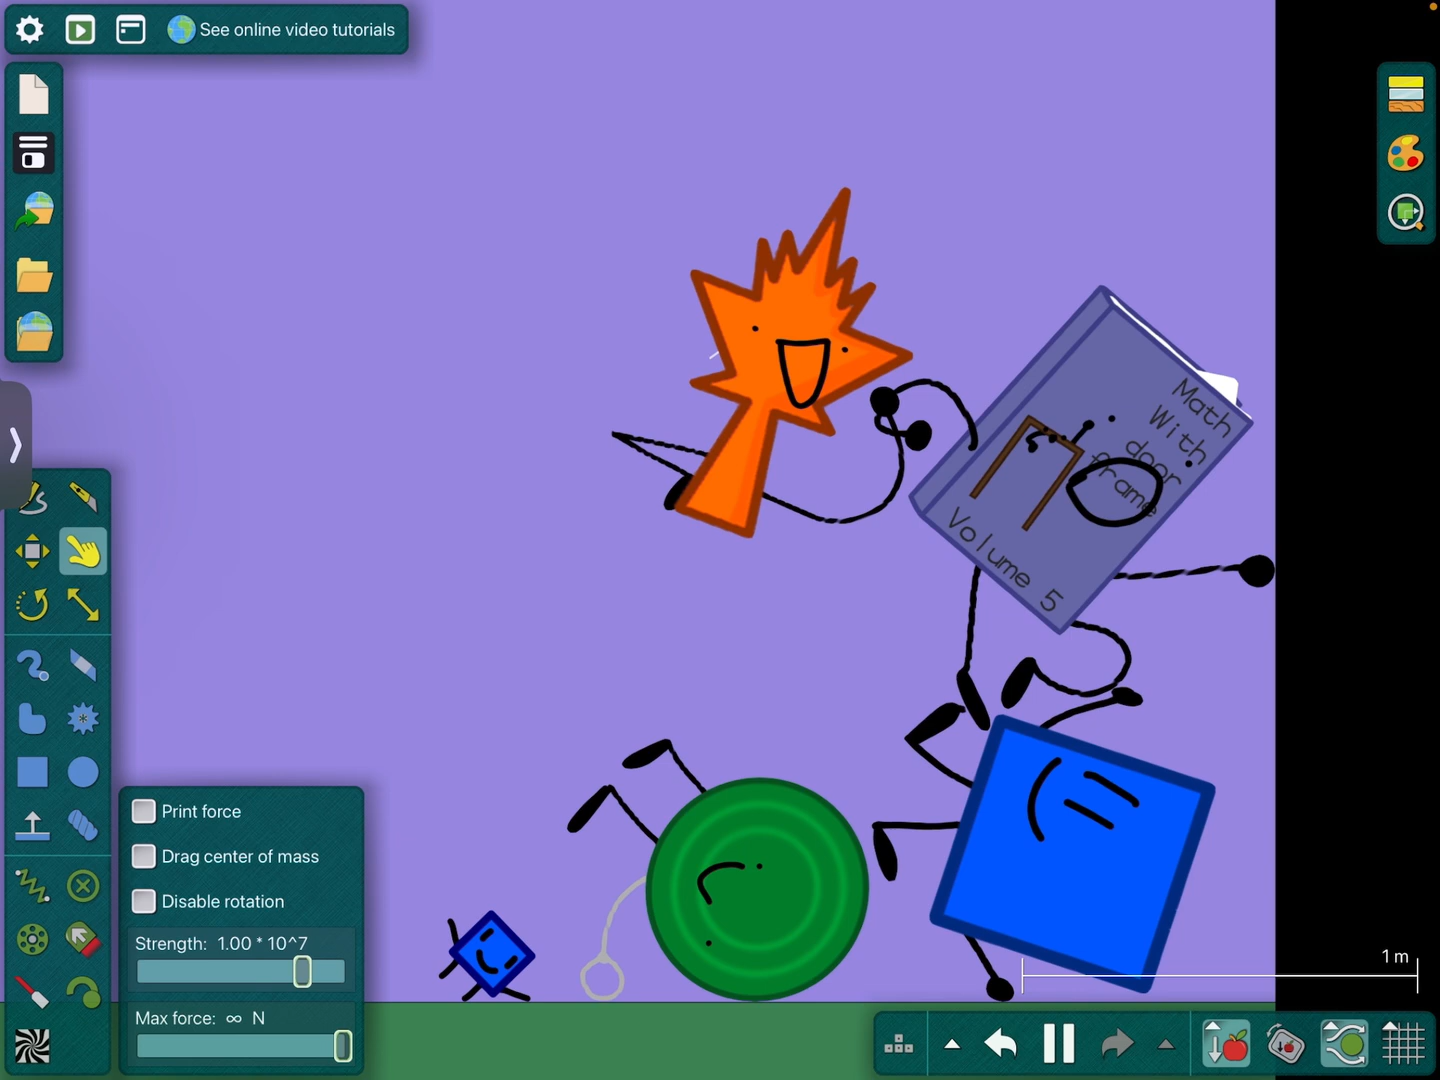 See online video tutorials
Math
With
door
frame
Volume 5
Print force
Drag center of mass
Disable rotation
Strength: 1.00 * 10^7
Max force: ∞ N
1 m